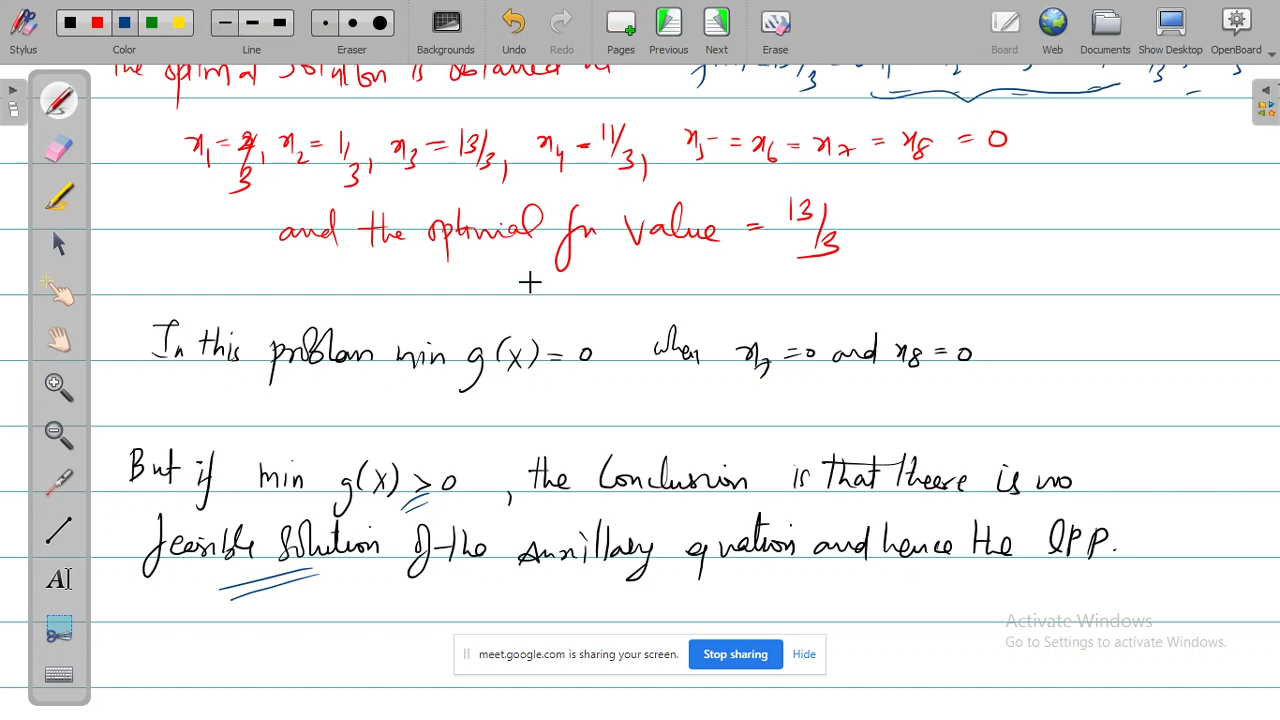 Stylus Color Line Eraser Backgrounds Undo Redo Pages Previous Next Erase Board Web Documents Show Desktop OpenBoard
the optimal solution is obtained at
x1 = 2/3, x2 = 1/3, x3 = 13/3, x4 = 11/3, x5 = x6 = x7 = x8 = 0
and the optimal fn value = 13/3
In this problem min g(x) = 0 when x7 = 0 and x8 = 0
But if min g(x) > 0, the conclusion is that there is no
feasible solution of the Auxillary equation and hence the LPP.
Activate Windows
Go to Settings to activate Windows.
meet.google.com is sharing your screen. Stop sharing Hide